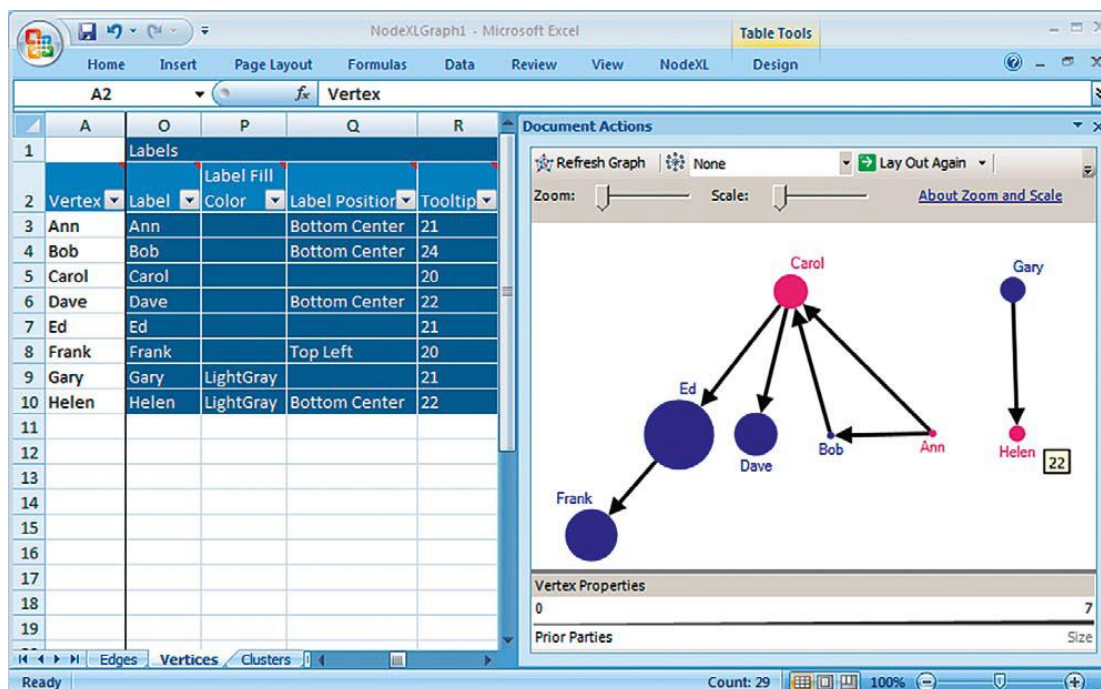 NodeXLGraph1 - Microsoft Excel
Table Tools
Home Insert Page Layout Formulas Data Review View NodeXL Design
A2 fx Vertex
A O P Q R
Document Actions
1 Labels
Refresh Graph None Lay Out Again
Zoom: Scale: About Zoom and Scale
2 Vertex Label Label Fill Color Label Position Tooltip
3 Ann Ann Bottom Center 21
4 Bob Bob Bottom Center 24
5 Carol Carol 20
6 Dave Dave Bottom Center 22
7 Ed Ed 21
8 Frank Frank Top Left 20
9 Gary Gary LightGray 21
10 Helen Helen LightGray Bottom Center 22
11
12
13
14
15
16
17
18
19
Carol
Gary
Ed
Dave
Bob
Ann
Helen
22
Frank
Vertex Properties
0 7
Prior Parties Size
Edges Vertices Clusters
Ready Count: 29 100%